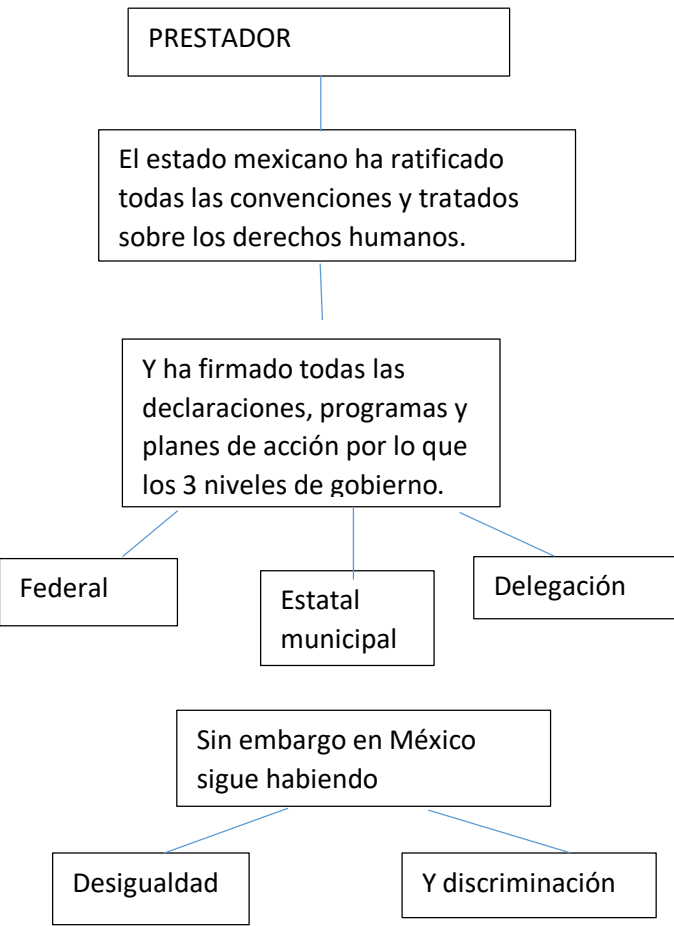 PRESTADOR
El estado mexicano ha ratificado
todas las convenciones y tratados
sobre los derechos humanos.
Y ha firmado todas las
declaraciones, programas y
planes de acción por lo que
los 3 niveles de gobierno.
Federal
Estatal
municipal
Delegación
Sin embargo en México
sigue habiendo
Desigualdad
Y discriminación